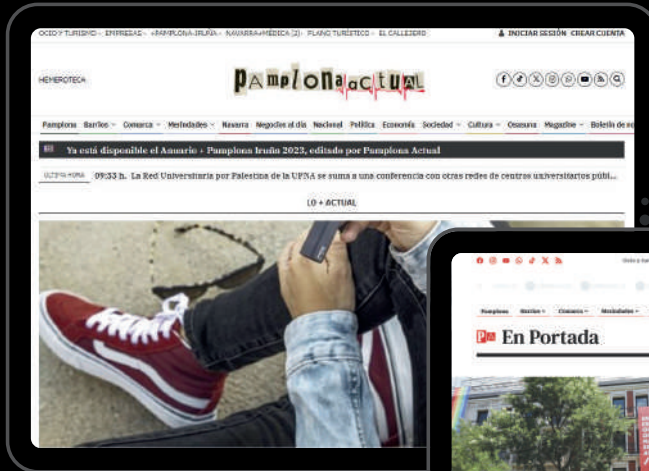 OCIO Y TURISMO EMPRESAS +PAMPLONA-IRUÑA NAVARRA+MÉDICA (2) PLANO TURÍSTICO EL CALLEJERO INICIAR SESIÓN CREAR CUENTA
HEMEROTECA PAmplonaacTUAL
Pamplona Barrios Comarca Merindades Navarra Negocios al día Nacional Política Economía Sociedad Cultura Osasuna Magazine Boletín de no
Ya está disponible el Anuario + Pamplona Iruña 2023, editado por Pamplona Actual
ÚLTIMA HORA 09:33 h. La Red Universitaria por Palestina de la UPNA se suma a una conferencia con otras redes de centros universitarios públi...
LO + ACTUAL
Pamplona Barrios Comarca Merindades
PA En Portada